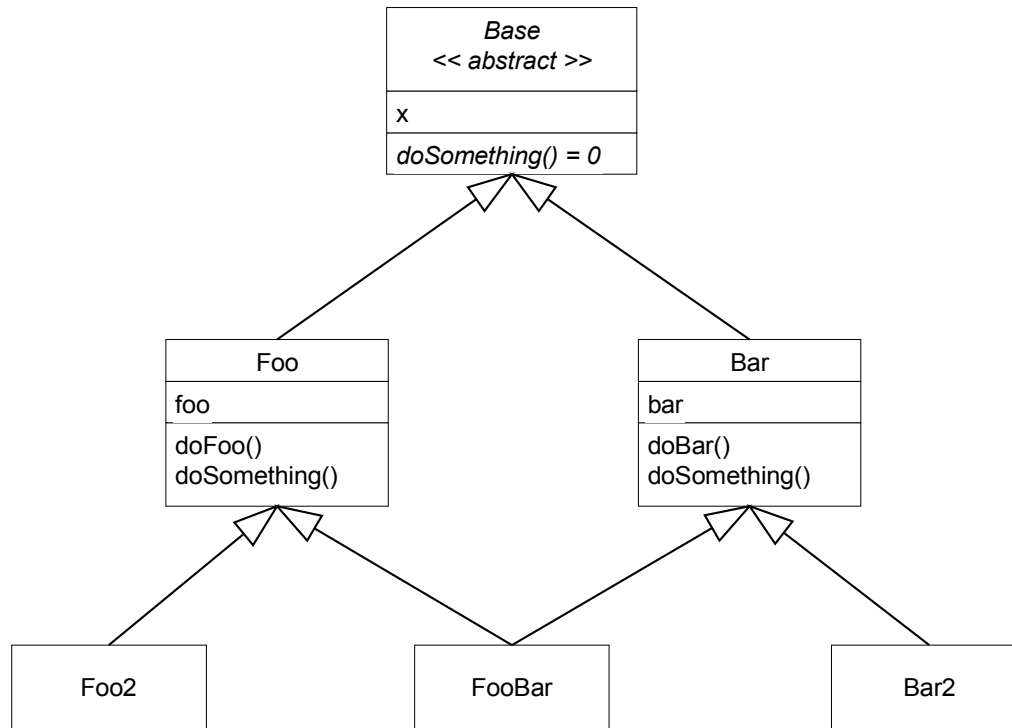 Base
<< abstract >>
x
doSomething() = 0
Foo
foo
doFoo()
doSomething()
Bar
bar
doBar()
doSomething()
Foo2
FooBar
Bar2